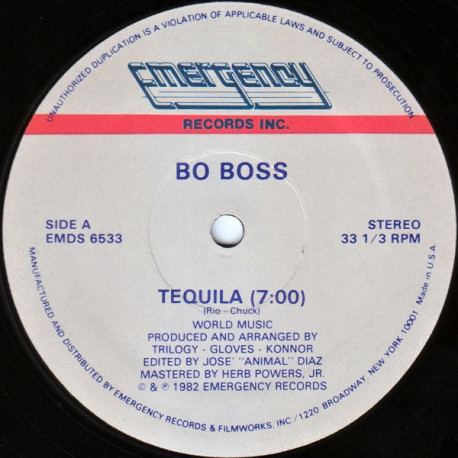 UNAUTHORIZED DUPLICATION IS A VIOLATION OF APPLICABLE LAWS AND SUBJECT TO PROSECUTION
EMERGENCY
RECORDS INC.
BO BOSS
SIDE A
EMDS 6533
STEREO
33 1/3 RPM
TEQUILA (7:00)
(Rio - Chuck)
WORLD MUSIC
PRODUCED AND ARRANGED BY
TRILOGY - GLOVES - KONNOR
EDITED BY JOSE' "ANIMAL" DIAZ
MASTERED BY HERB POWERS, JR.
© & ℗ 1982 EMERGENCY RECORDS
MANUFACTURED AND DISTRIBUTED BY EMERGENCY RECORDS & FILMWORKS, INC / 1220 BROADWAY, NEW YORK 10001 Made in U.S.A